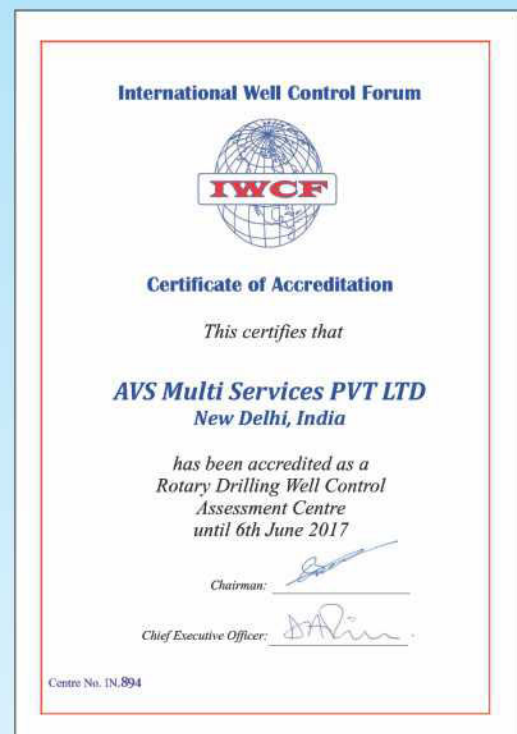 International Well Control Forum
IWCF
Certificate of Accreditation
This certifies that
AVS Multi Services PVT LTD
New Delhi, India
has been accredited as a
Rotary Drilling Well Control
Assessment Centre
until 6th June 2017
Chairman:
Chief Executive Officer:
Centre No. IN.894